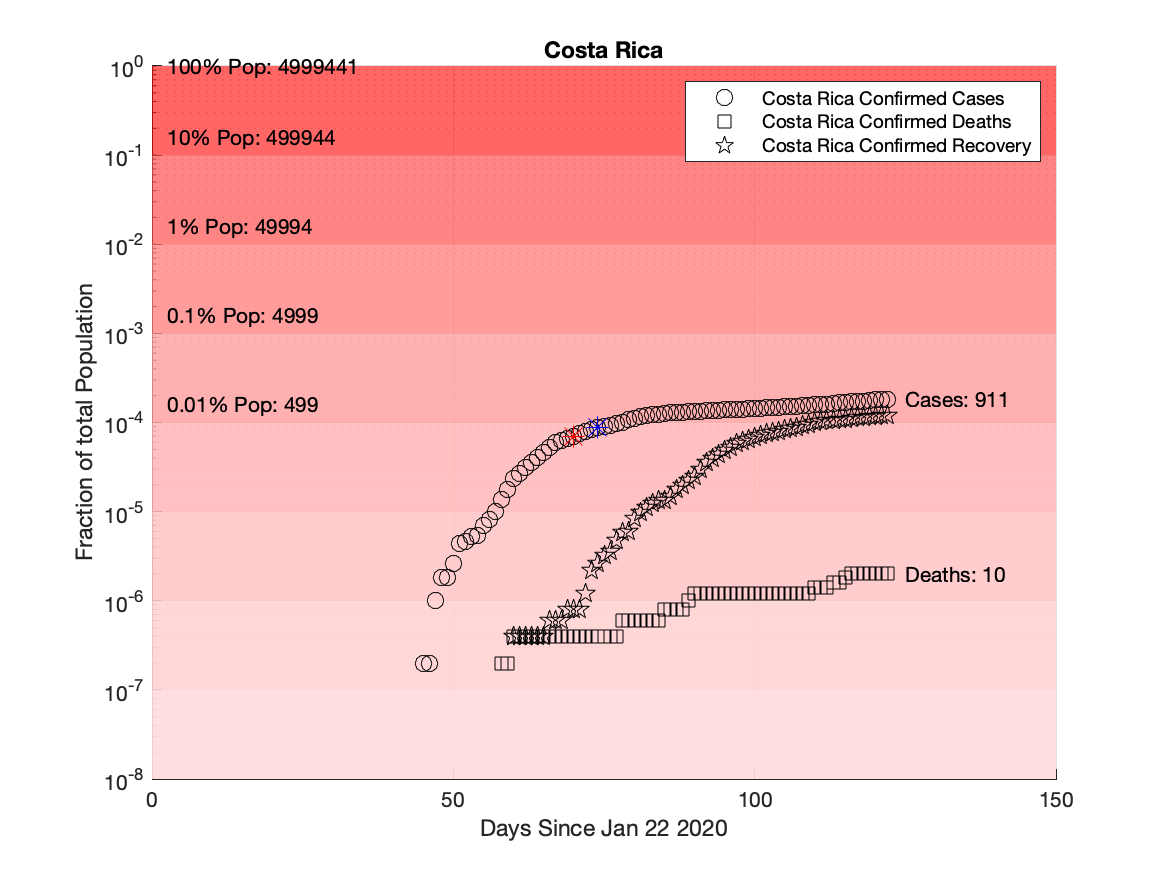 Costa Rica
10^0
100% Pop: 4999441
Costa Rica Confirmed Cases
Costa Rica Confirmed Deaths
Costa Rica Confirmed Recovery
10% Pop: 499944
10^-1
1% Pop: 49994
10^-2
0.1% Pop: 4999
10^-3
0.01% Pop: 499
Cases: 911
10^-4
10^-5
Deaths: 10
10^-6
10^-7
10^-8
Fraction of total Population
0 50 100 150
Days Since Jan 22 2020